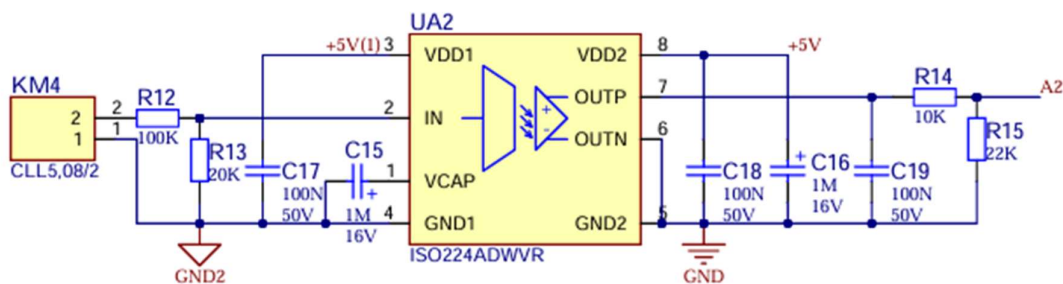 UA2
+5V(1) 3 VDD1 VDD2 8 +5V
KM4
R12
R14
A2
OUTP 7
2 2
100K
2 IN
+
10K
R15
22K
1 1
-
OUTN 6
CLL5,08/2
R13
20K
C17
100N
50V
C15
1M
16V
1 VCAP
C18
100N
50V
+
C16
1M
16V
C19
100N
50V
+
4 GND1 GND2 5
ISO224ADWVR
GND2
GND